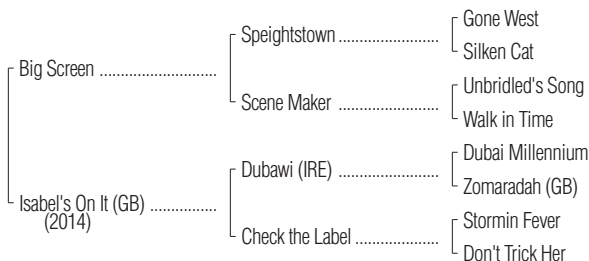 Gone West
Speightstown ............................
Silken Cat
Big Screen ..................................
Unbridled's Song
Scene Maker .............................
Walk in Time
Dubai Millennium
Dubawi (IRE) .............................
Zomaradah (GB)
Isabel's On It (GB) ...................
(2014)
Stormin Fever
Check the Label ........................
Don't Trick Her